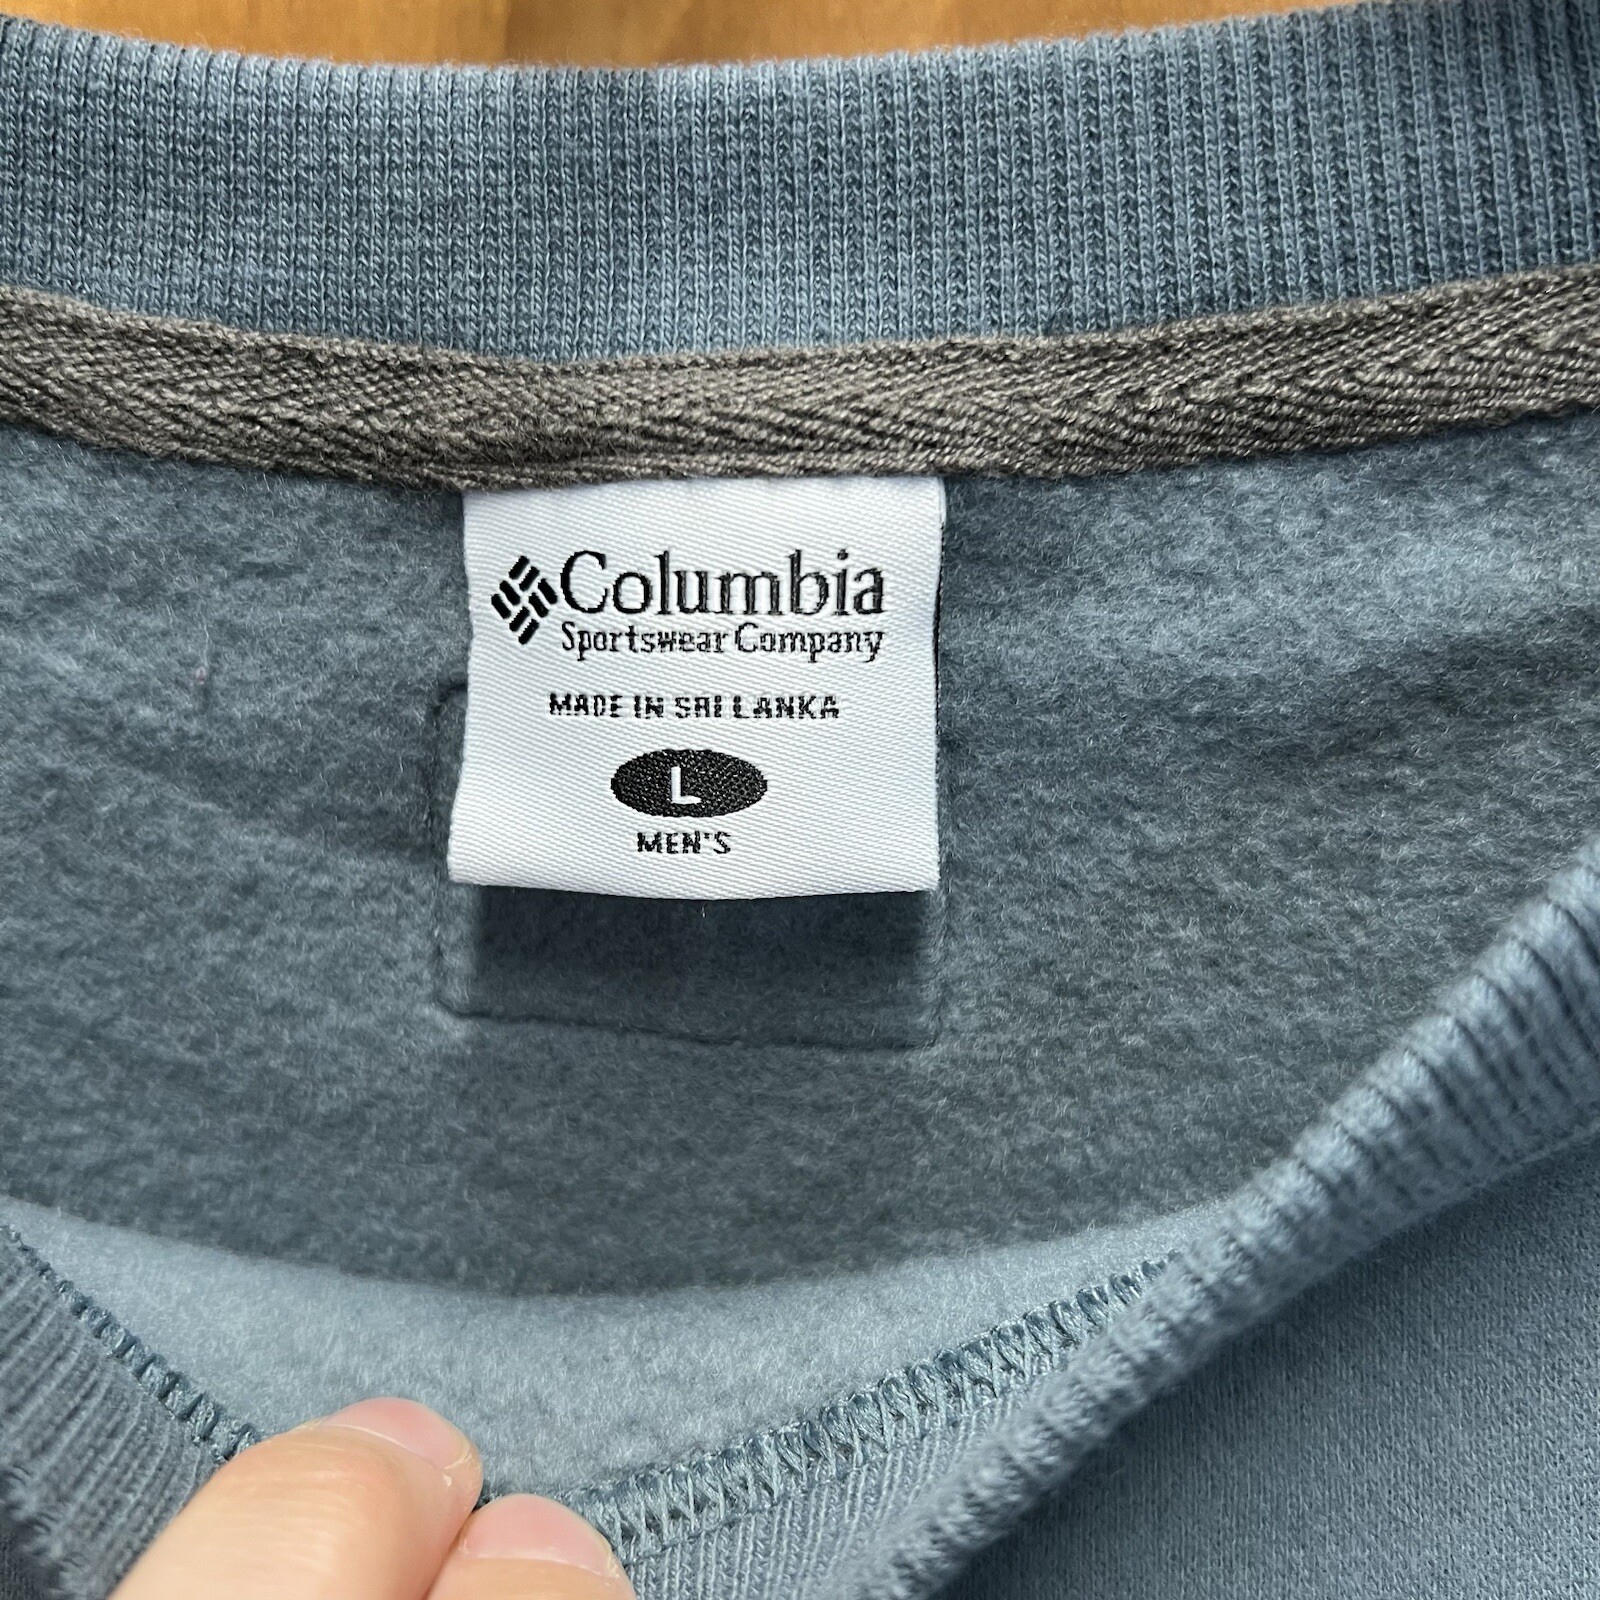 Columbia
Sportswear Company
MADE IN SRI LANKA
L
MEN'S